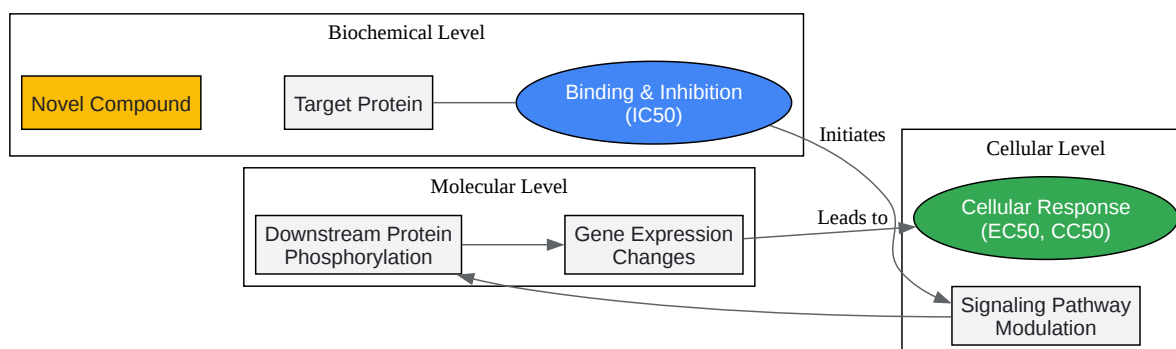 Biochemical Level
Novel Compound
Target Protein
Binding & Inhibition
(IC50)
Initiates
Cellular Level
Molecular Level
Downstream Protein
Phosphorylation
Gene Expression
Changes
Leads to
Cellular Response
(EC50, CC50)
Signaling Pathway
Modulation